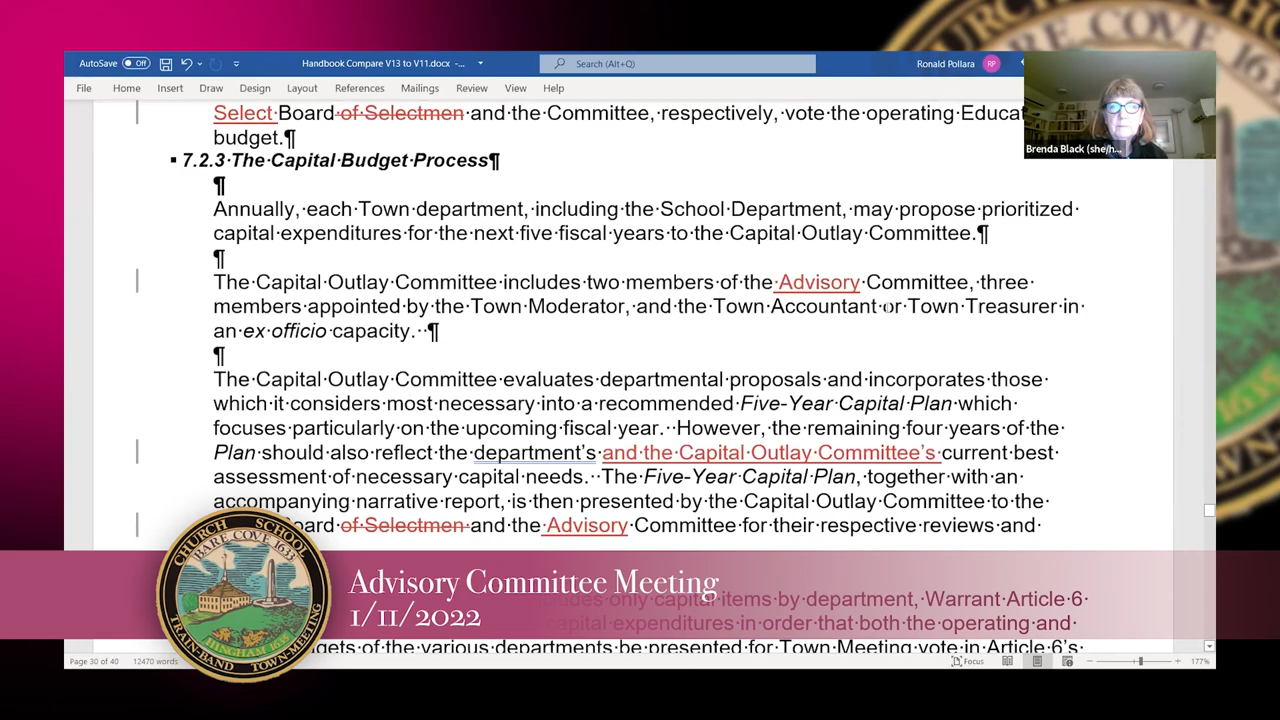 AutoSave Off
Handbook Compare V13 to V11.docx -...
Search (Alt+Q)
Ronald Pollara RP
File Home Insert Draw Design Layout References Mailings Review View Help
Select Board of Selectmen and the Committee, respectively, vote the operating Educat
budget.¶
7.2.3 The Capital Budget Process¶
¶
Annually, each Town department, including the School Department, may propose prioritized
capital expenditures for the next five fiscal years to the Capital Outlay Committee.¶
¶
The Capital Outlay Committee includes two members of the Advisory Committee, three
members appointed by the Town Moderator, and the Town Accountant or Town Treasurer in
an ex officio capacity. ¶
¶
The Capital Outlay Committee evaluates departmental proposals and incorporates those
which it considers most necessary into a recommended Five-Year Capital Plan which
focuses particularly on the upcoming fiscal year. However, the remaining four years of the
Plan should also reflect the department's and the Capital Outlay Committee's current best
assessment of necessary capital needs. The Five-Year Capital Plan, together with an
accompanying narrative report, is then presented by the Capital Outlay Committee to the
Board of Selectmen and the Advisory Committee for their respective reviews and
only capital items by department, Warrant Article 6
capital expenditures in order that both the operating and
of the various departments be presented for Town Meeting vote in Article 6's
Brenda Black (she/h...
Advisory Committee Meeting
1/11/2022
CHURCH SCHOOL
BARE COVE 1633
HINGHAM 1635
TRAIN-BAND TOWN-MEETING
Page 30 of 40 12470 words
Focus
177%